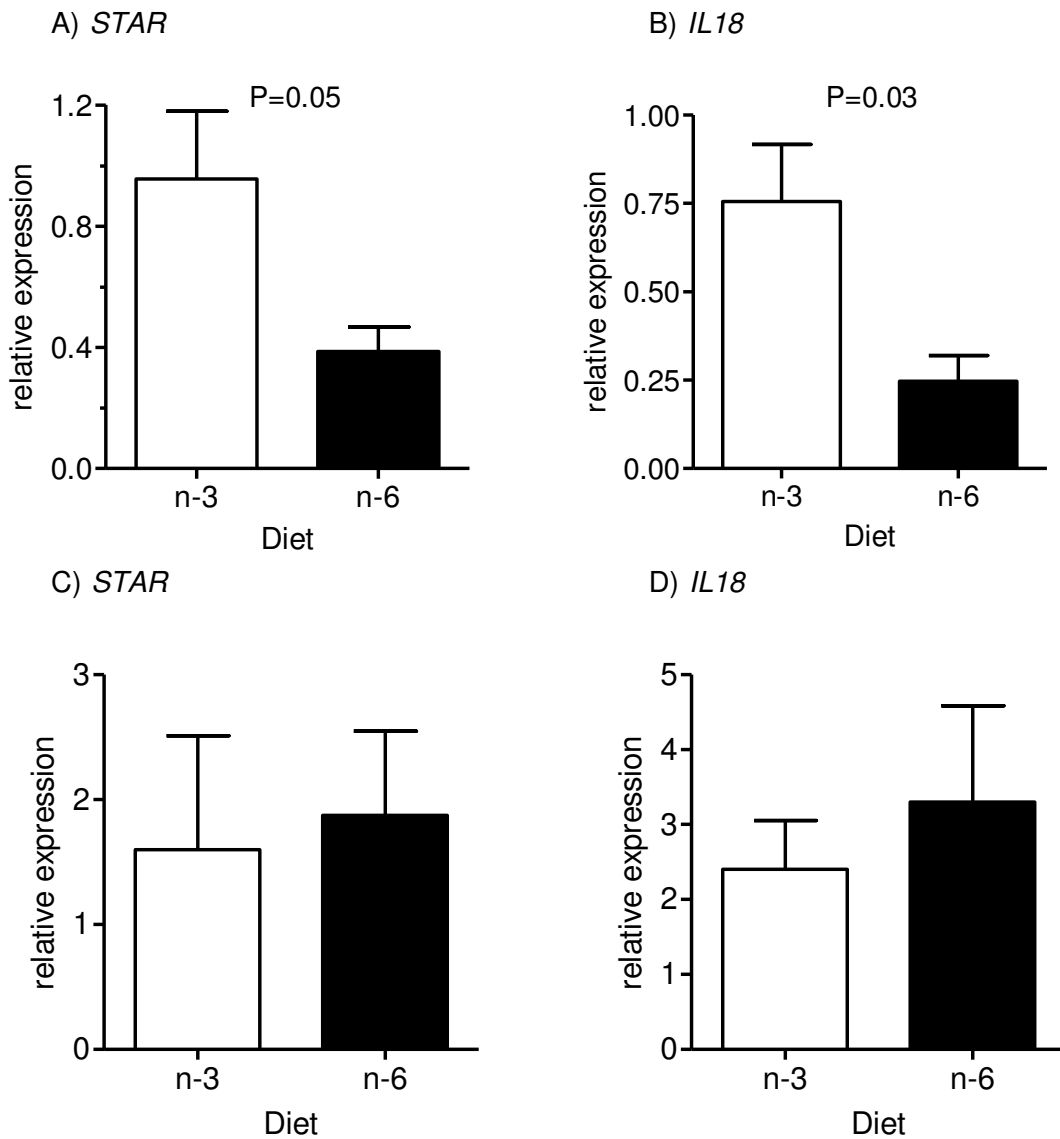 A) STAR
P=0.05
relative expression
1.2
0.8
0.4
0.0
n-3
n-6
Diet
B) IL18
P=0.03
relative expression
1.00
0.75
0.50
0.25
0.00
n-3
n-6
Diet
C) STAR
relative expression
3
2
1
0
n-3
n-6
Diet
D) IL18
relative expression
5
4
3
2
1
0
n-3
n-6
Diet